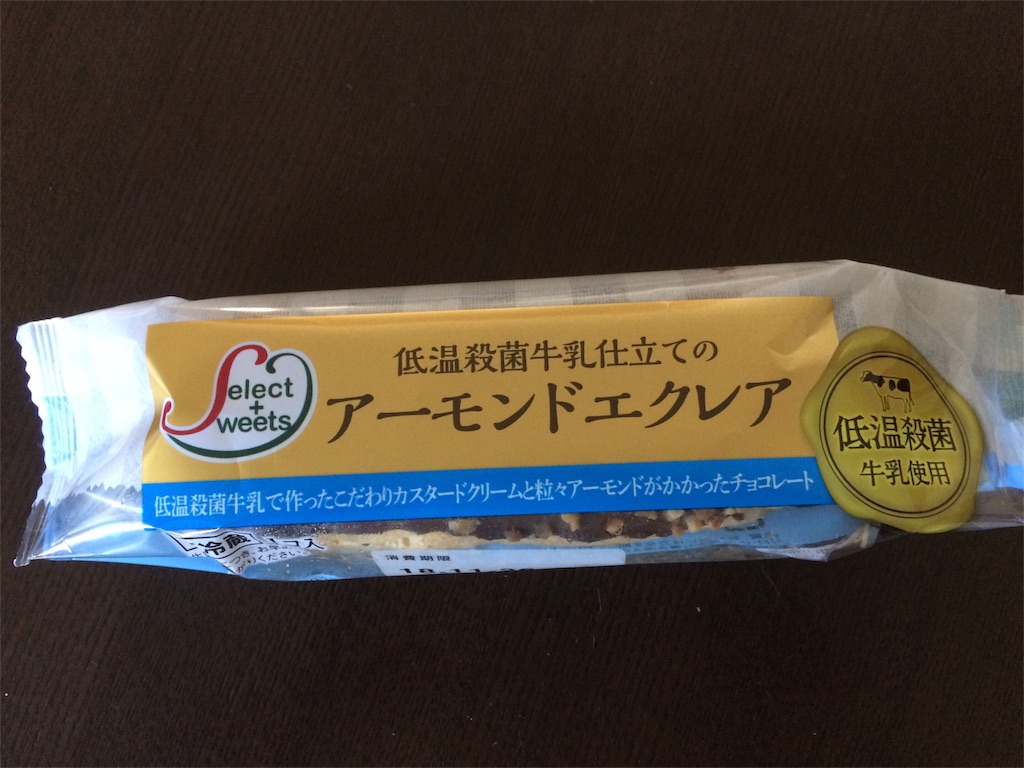 低温殺菌牛乳仕立ての
アーモンドエクレア
Select
+
Sweets
低温殺菌
牛乳使用
低温殺菌牛乳で作ったこだわりカスタードクリームと粒々アーモンドがかかったチョコレート
冷蔵
1コ入
消費期限